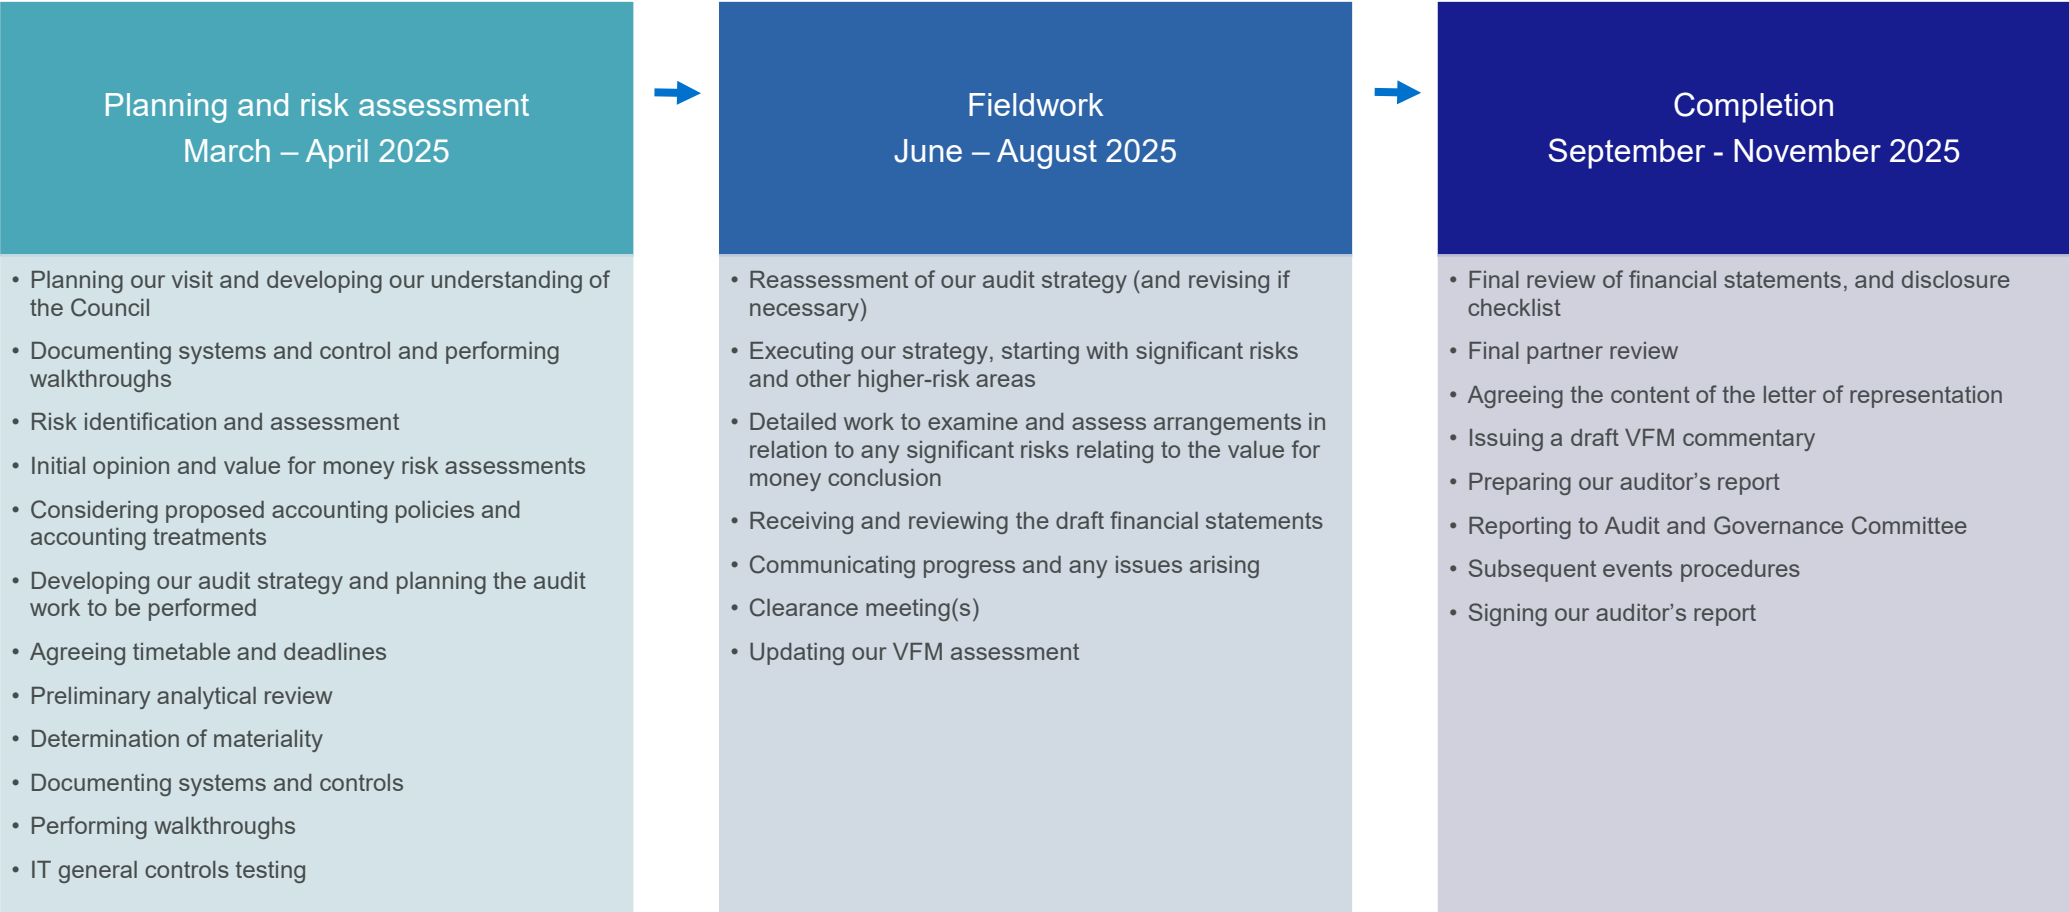 Planning and risk assessment
March – April 2025
• Planning our visit and developing our understanding of
the Council
• Documenting systems and control and performing
walkthroughs
• Risk identification and assessment
• Initial opinion and value for money risk assessments
• Considering proposed accounting policies and
accounting treatments
• Developing our audit strategy and planning the audit
work to be performed
• Agreeing timetable and deadlines
• Preliminary analytical review
• Determination of materiality
• Documenting systems and controls
• Performing walkthroughs
• IT general controls testing
Fieldwork
June – August 2025
• Reassessment of our audit strategy (and revising if
necessary)
• Executing our strategy, starting with significant risks
and other higher-risk areas
• Detailed work to examine and assess arrangements in
relation to any significant risks relating to the value for
money conclusion
• Receiving and reviewing the draft financial statements
• Communicating progress and any issues arising
• Clearance meeting(s)
• Updating our VFM assessment
Completion
September - November 2025
• Final review of financial statements, and disclosure
checklist
• Final partner review
• Agreeing the content of the letter of representation
• Issuing a draft VFM commentary
• Preparing our auditor’s report
• Reporting to Audit and Governance Committee
• Subsequent events procedures
• Signing our auditor’s report